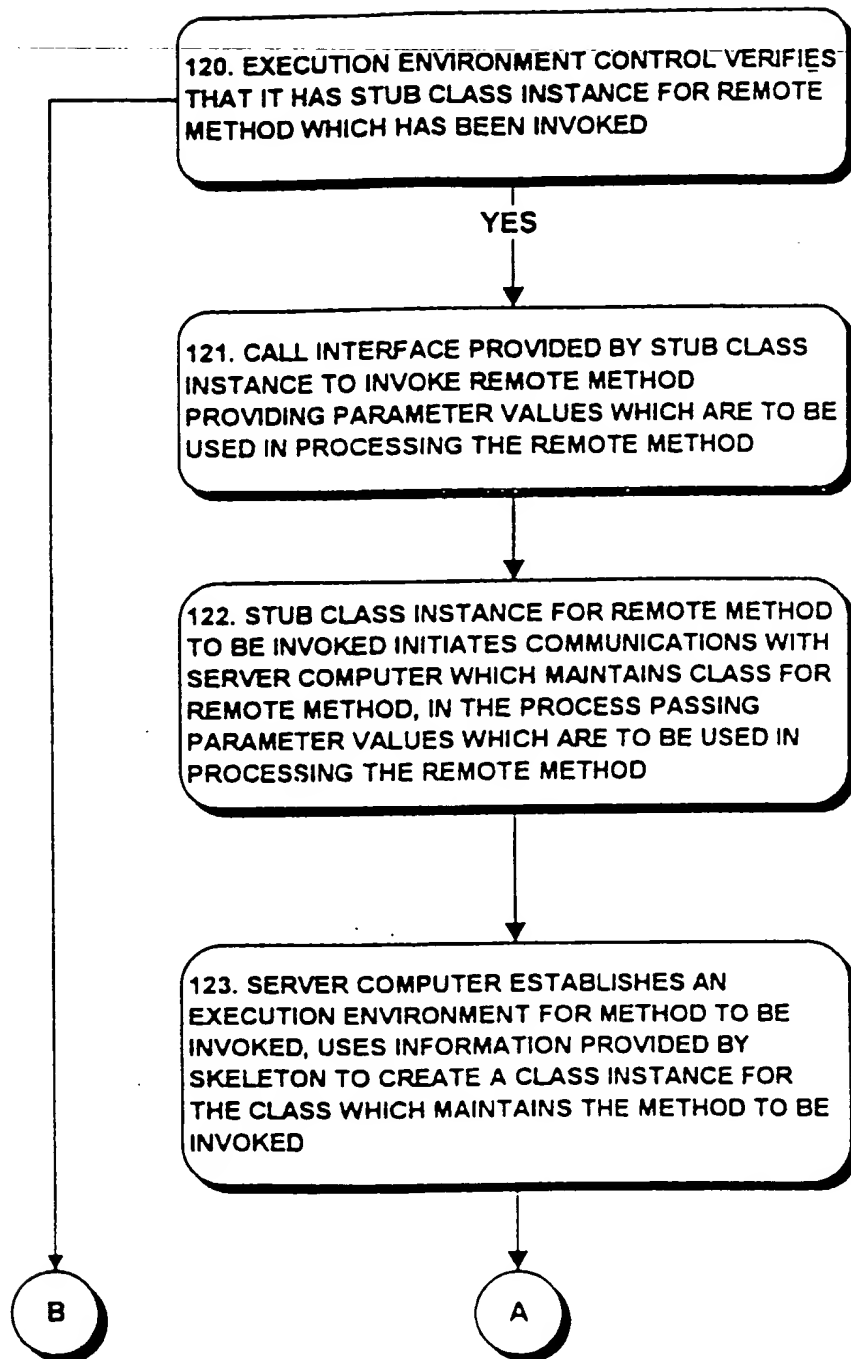 120. EXECUTION ENVIRONMENT CONTROL VERIFIES
THAT IT HAS STUB CLASS INSTANCE FOR REMOTE
METHOD WHICH HAS BEEN INVOKED
YES
121. CALL INTERFACE PROVIDED BY STUB CLASS
INSTANCE TO INVOKE REMOTE METHOD
PROVIDING PARAMETER VALUES WHICH ARE TO BE
USED IN PROCESSING THE REMOTE METHOD
122. STUB CLASS INSTANCE FOR REMOTE METHOD
TO BE INVOKED INITIATES COMMUNICATIONS WITH
SERVER COMPUTER WHICH MAINTAINS CLASS FOR
REMOTE METHOD, IN THE PROCESS PASSING
PARAMETER VALUES WHICH ARE TO BE USED IN
PROCESSING THE REMOTE METHOD
123. SERVER COMPUTER ESTABLISHES AN
EXECUTION ENVIRONMENT FOR METHOD TO BE
INVOKED, USES INFORMATION PROVIDED BY
SKELETON TO CREATE A CLASS INSTANCE FOR
THE CLASS WHICH MAINTAINS THE METHOD TO BE
INVOKED
B
A